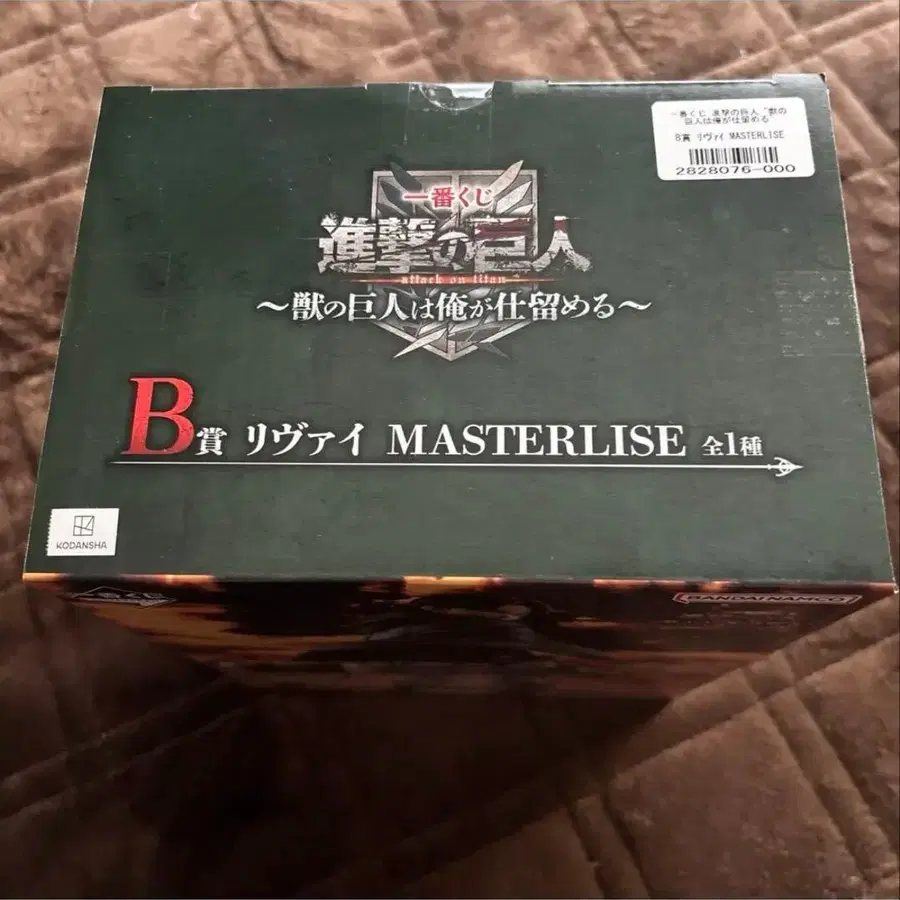 一番くじ 進撃の巨人 "獣の
巨人は俺が仕留める"
B賞 リヴァイ MASTERLISE
2828076-000
一番くじ
進撃の巨人
attack on titan
～獣の巨人は俺が仕留める～
B賞 リヴァイ MASTERLISE 全1種
KODANSHA
BANDAI NAMCO